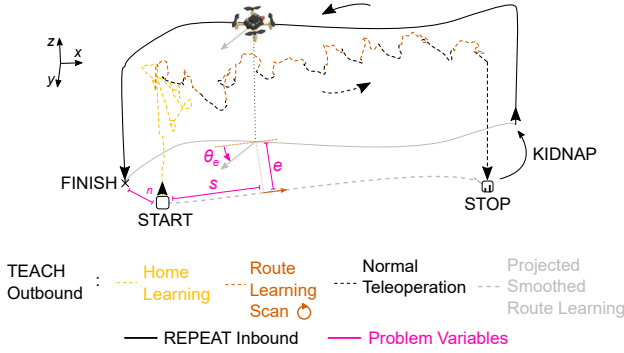 z
x
y
θe
e
s
n
KIDNAP
FINISH
START
STOP
TEACH Outbound :
Home Learning
Route Learning Scan
Normal Teleoperation
Projected Smoothed Route Learning
REPEAT Inbound
Problem Variables